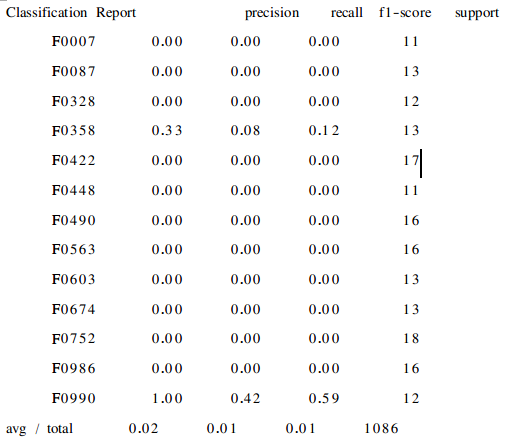 Classification Report precision recall f1-score support
F0007 0.00 0.00 0.00 11
F0087 0.00 0.00 0.00 13
F0328 0.00 0.00 0.00 12
F0358 0.33 0.08 0.12 13
F0422 0.00 0.00 0.00 17
F0448 0.00 0.00 0.00 11
F0490 0.00 0.00 0.00 16
F0563 0.00 0.00 0.00 16
F0603 0.00 0.00 0.00 13
F0674 0.00 0.00 0.00 13
F0752 0.00 0.00 0.00 18
F0986 0.00 0.00 0.00 16
F0990 1.00 0.42 0.59 12
avg / total 0.02 0.01 0.01 1086